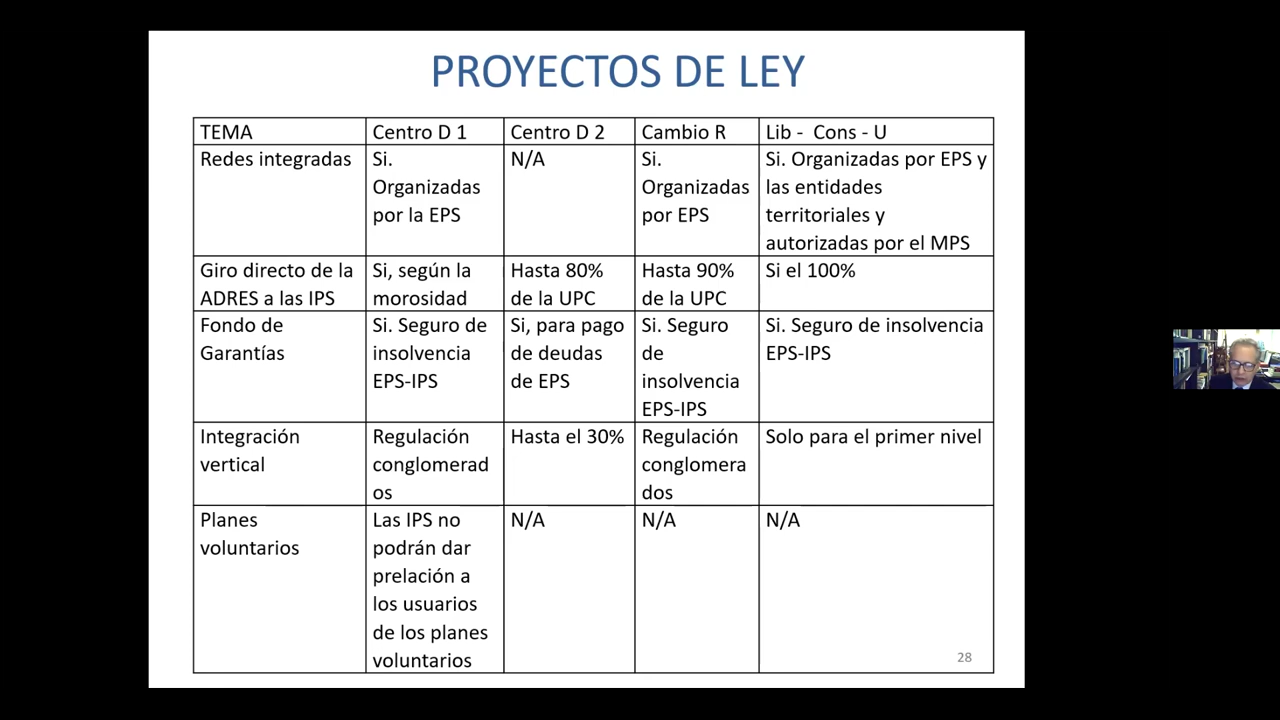 PROYECTOS DE LEY
TEMA
Centro D 1
Centro D 2
Cambio R
Lib - Cons - U
Redes integradas
Si.
Organizadas
por la EPS
N/A
Si.
Organizadas
por EPS
Si. Organizadas por EPS y
las entidades
territoriales y
autorizadas por el MPS
Giro directo de la
ADRES a las IPS
Si, según la
morosidad
Hasta 80%
de la UPC
Hasta 90%
de la UPC
Si el 100%
Fondo de
Garantías
Si. Seguro de
insolvencia
EPS-IPS
Si, para pago
de deudas
de EPS
Si. Seguro
de
insolvencia
EPS-IPS
Si. Seguro de insolvencia
EPS-IPS
Integración
vertical
Regulación
conglomerad
os
Hasta el 30%
Regulación
conglomera
dos
Solo para el primer nivel
Planes
voluntarios
Las IPS no
podrán dar
prelación a
los usuarios
de los planes
voluntarios
N/A
N/A
N/A
28